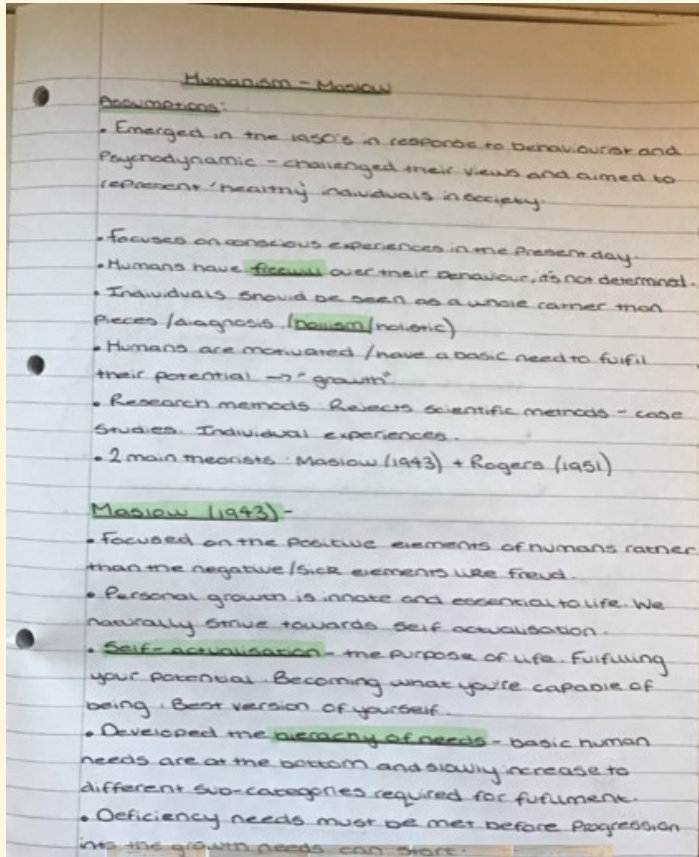 Humanism - Maslow
Assumptions:
• Emerged in the 1950's in response to behaviourist and
Psychodynamic - challenged their views and aimed to
represent 'healthy' individuals in society.
• Focuses on conscious experiences in the present day.
• Humans have freewill over their behaviour, it's not determined.
• Individuals should be seen as a whole rather than
Pieces / diagnosis (holism/holistic)
• Humans are motivated / have a basic need to fulfil
their potential → "growth".
• Research methods: Rejects scientific methods - case
Studies. Individual experiences.
• 2 main theorists: Maslow (1943) + Rogers (1951)
Maslow (1943) -
• Focused on the positive elements of humans rather
than the negative/sick elements like Freud.
• Personal growth is innate and essential to life. We
naturally strive towards self actualisation.
• Self-actualisation - the purpose of life. Fulfilling
your potential. Becoming what you're capable of
being. Best version of yourself.
• Developed the hierachy of needs - basic human
needs are at the bottom and slowly increase to
different sub-categories required for fufilment.
• Deficiency needs must be met before Progression
into the growth needs can start.